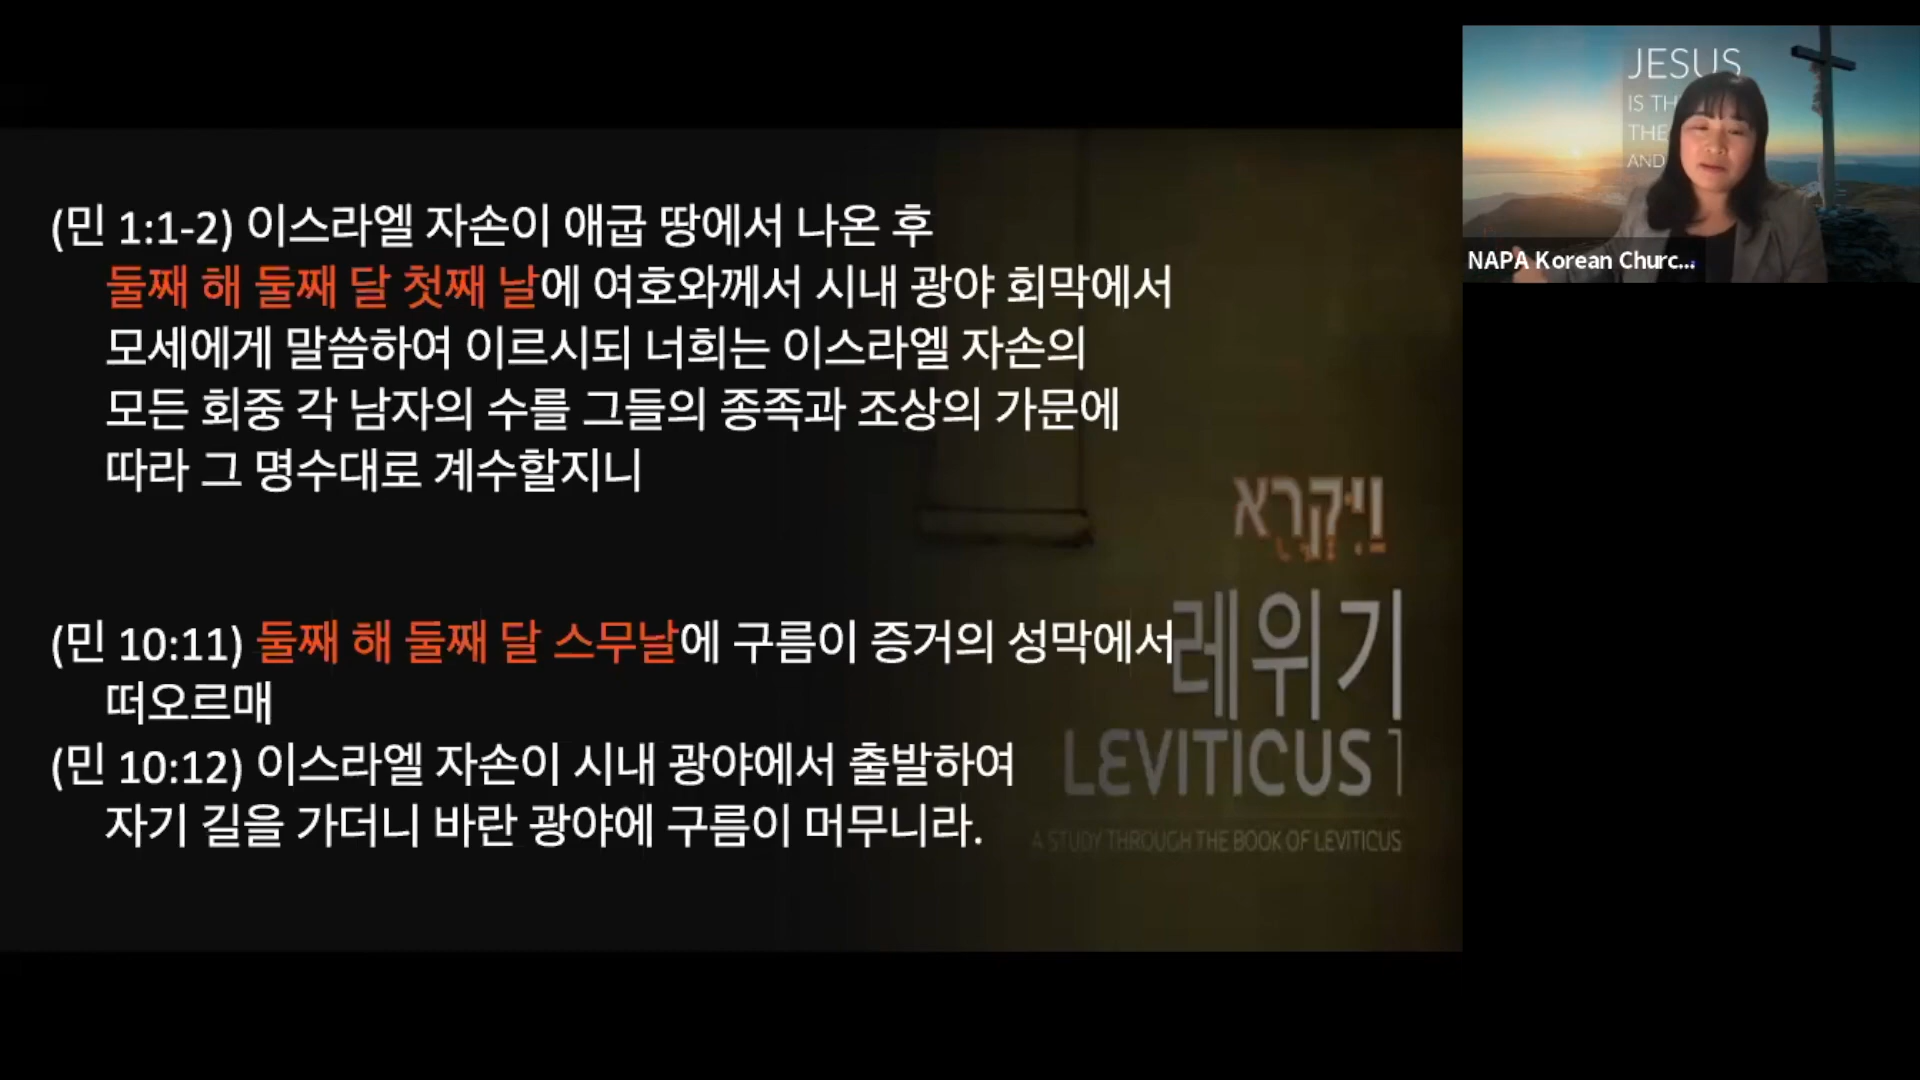 (민 1:1-2) 이스라엘 자손이 애굽 땅에서 나온 후
둘째 해 둘째 달 첫째 날에 여호와께서 시내 광야 회막에서
모세에게 말씀하여 이르시되 너희는 이스라엘 자손의
모든 회중 각 남자의 수를 그들의 종족과 조상의 가문에
따라 그 명수대로 계수할지니
(민 10:11) 둘째 해 둘째 달 스무날에 구름이 증거의 성막에서
떠오르매
(민 10:12) 이스라엘 자손이 시내 광야에서 출발하여
자기 길을 가더니 바란 광야에 구름이 머무니라.
וַיִּקְרָא
레위기
LEVITICUS 1
A STUDY THROUGH THE BOOK OF LEVITICUS
JESUS
IS TH
THE
AND
NAPA Korean Churc...